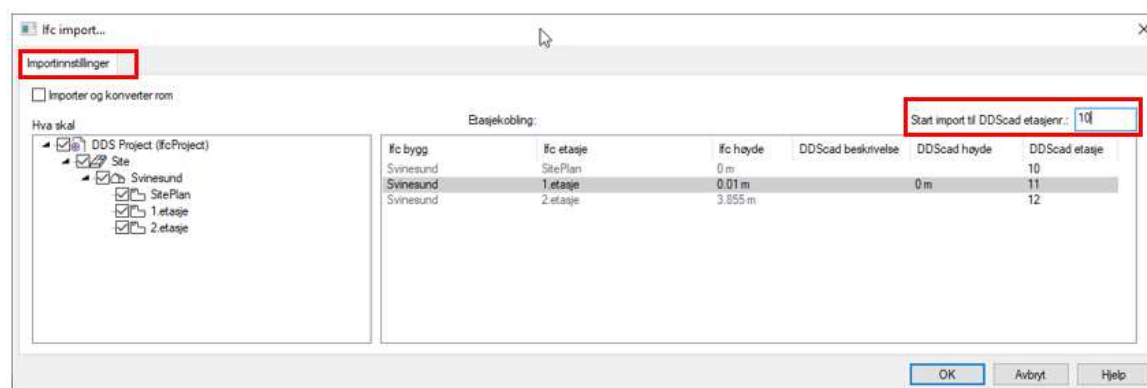 Ifc import...
Importinnstillinger
Importer og konverter rom
Hva skal
Etasjekobling:
Start import til DDScad etasjenr.: 10
DDS Project (IfcProject)
Site
Svinesund
SitePlan
1.etasje
2.etasje
Ifc bygg Ifc etasje Ifc høyde DDScad beskrivelse DDScad høyde DDScad etasje
Svinesund SitePlan 0 m 10
Svinesund 1.etasje 0.01 m 0 m 11
Svinesund 2.etasje 3.855 m 12
OK Avbryt Hjelp